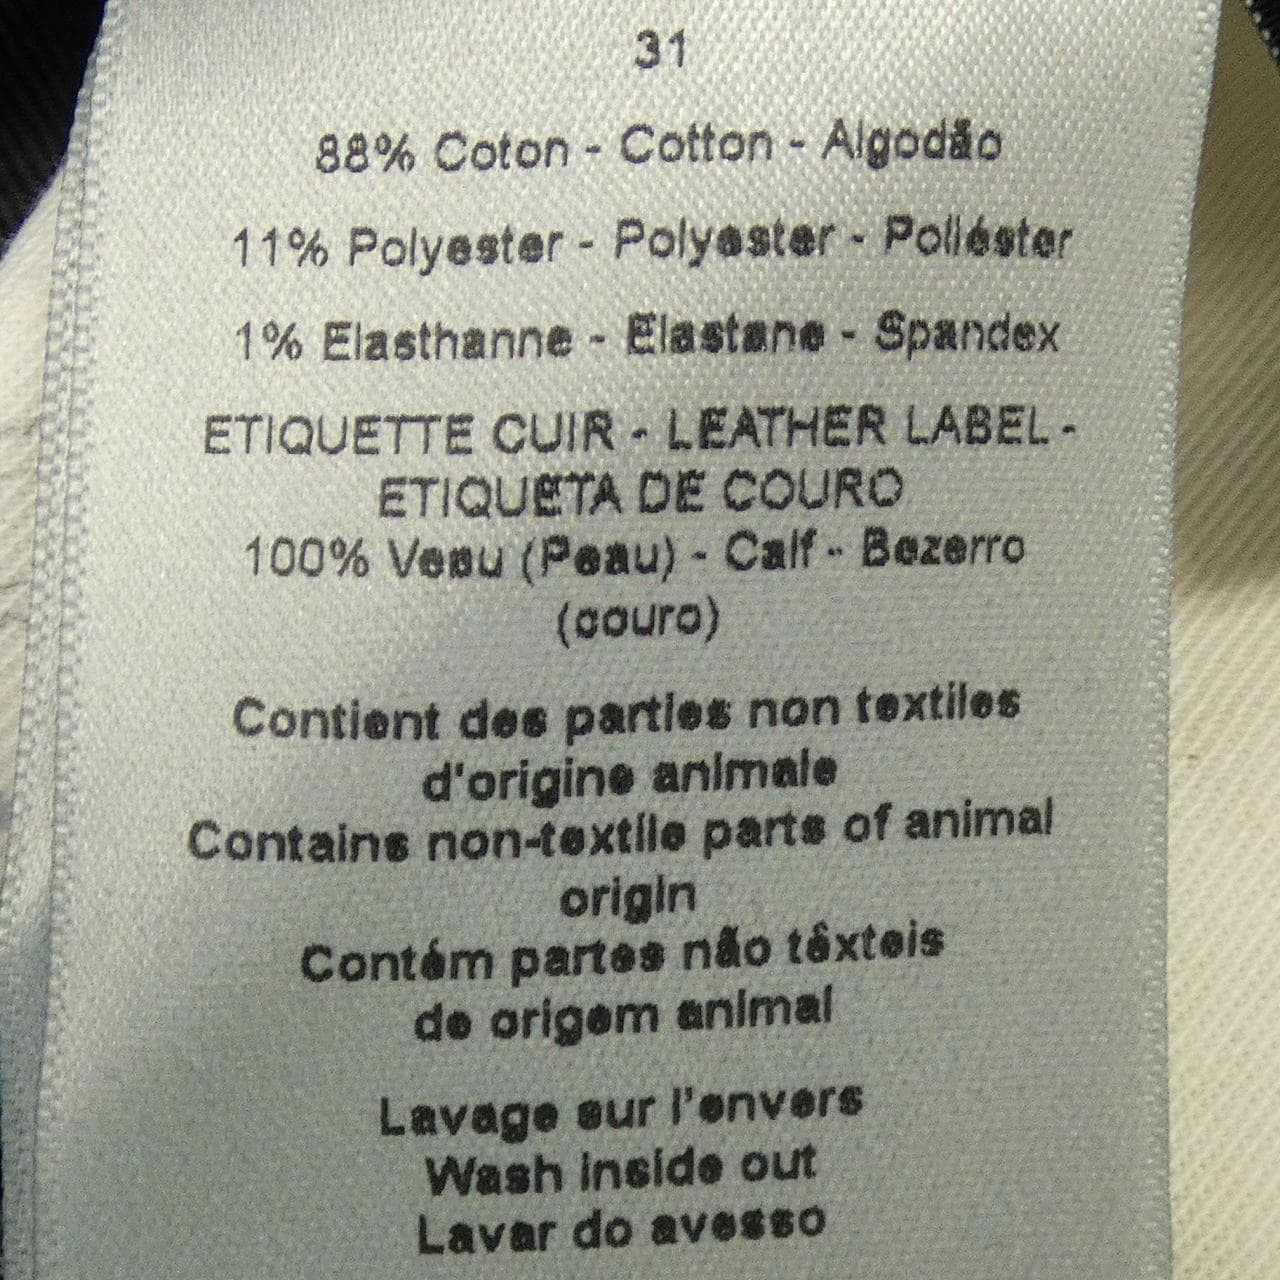 31
88% Coton - Cotton - Algodão
11% Polyester - Polyester - Poliéster
1% Elasthanne - Elastane - Spandex
ETIQUETTE CUIR - LEATHER LABEL -
ETIQUETA DE COURO
100% Veau (Peau) - Calf - Bezerro
(couro)
Contient des parties non textiles
d'origine animale
Contains non-textile parts of animal
origin
Contém partes não têxteis
de origem animal
Lavage sur l'envers
Wash inside out
Lavar do avesso